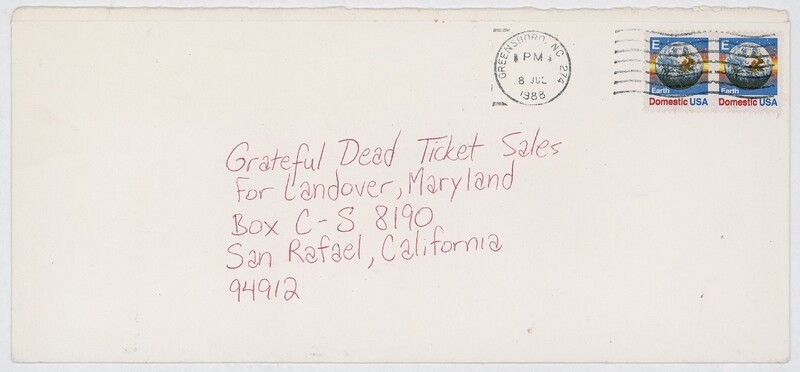 GREENSBORO, NC 274
PM
8 JUL
1988
E
Earth
Domestic USA
E
Earth
Domestic USA
Grateful Dead Ticket Sales
For Landover, Maryland
Box C-S 8190
San Rafael, California
94912